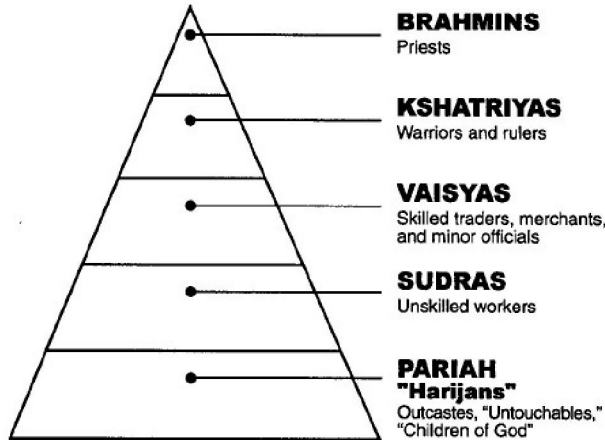 BRAHMINS
Priests
KSHATRIYAS
Warriors and rulers
VAISYAS
Skilled traders, merchants,
and minor officials
SUDRAS
Unskilled workers
PARIAH
"Harijans"
Outcastes, “Untouchables,”
“Children of God”